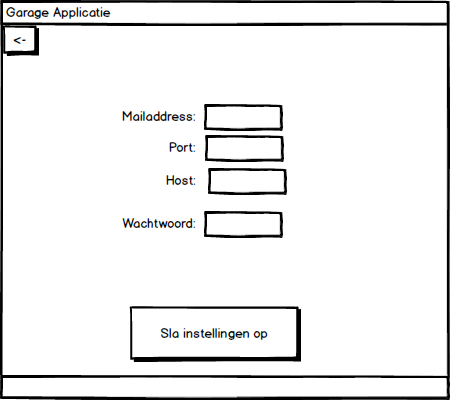 Garage Applicatie
<-
Mailaddress:
Port:
Host:
Wachtwoord:
Sla instellingen op